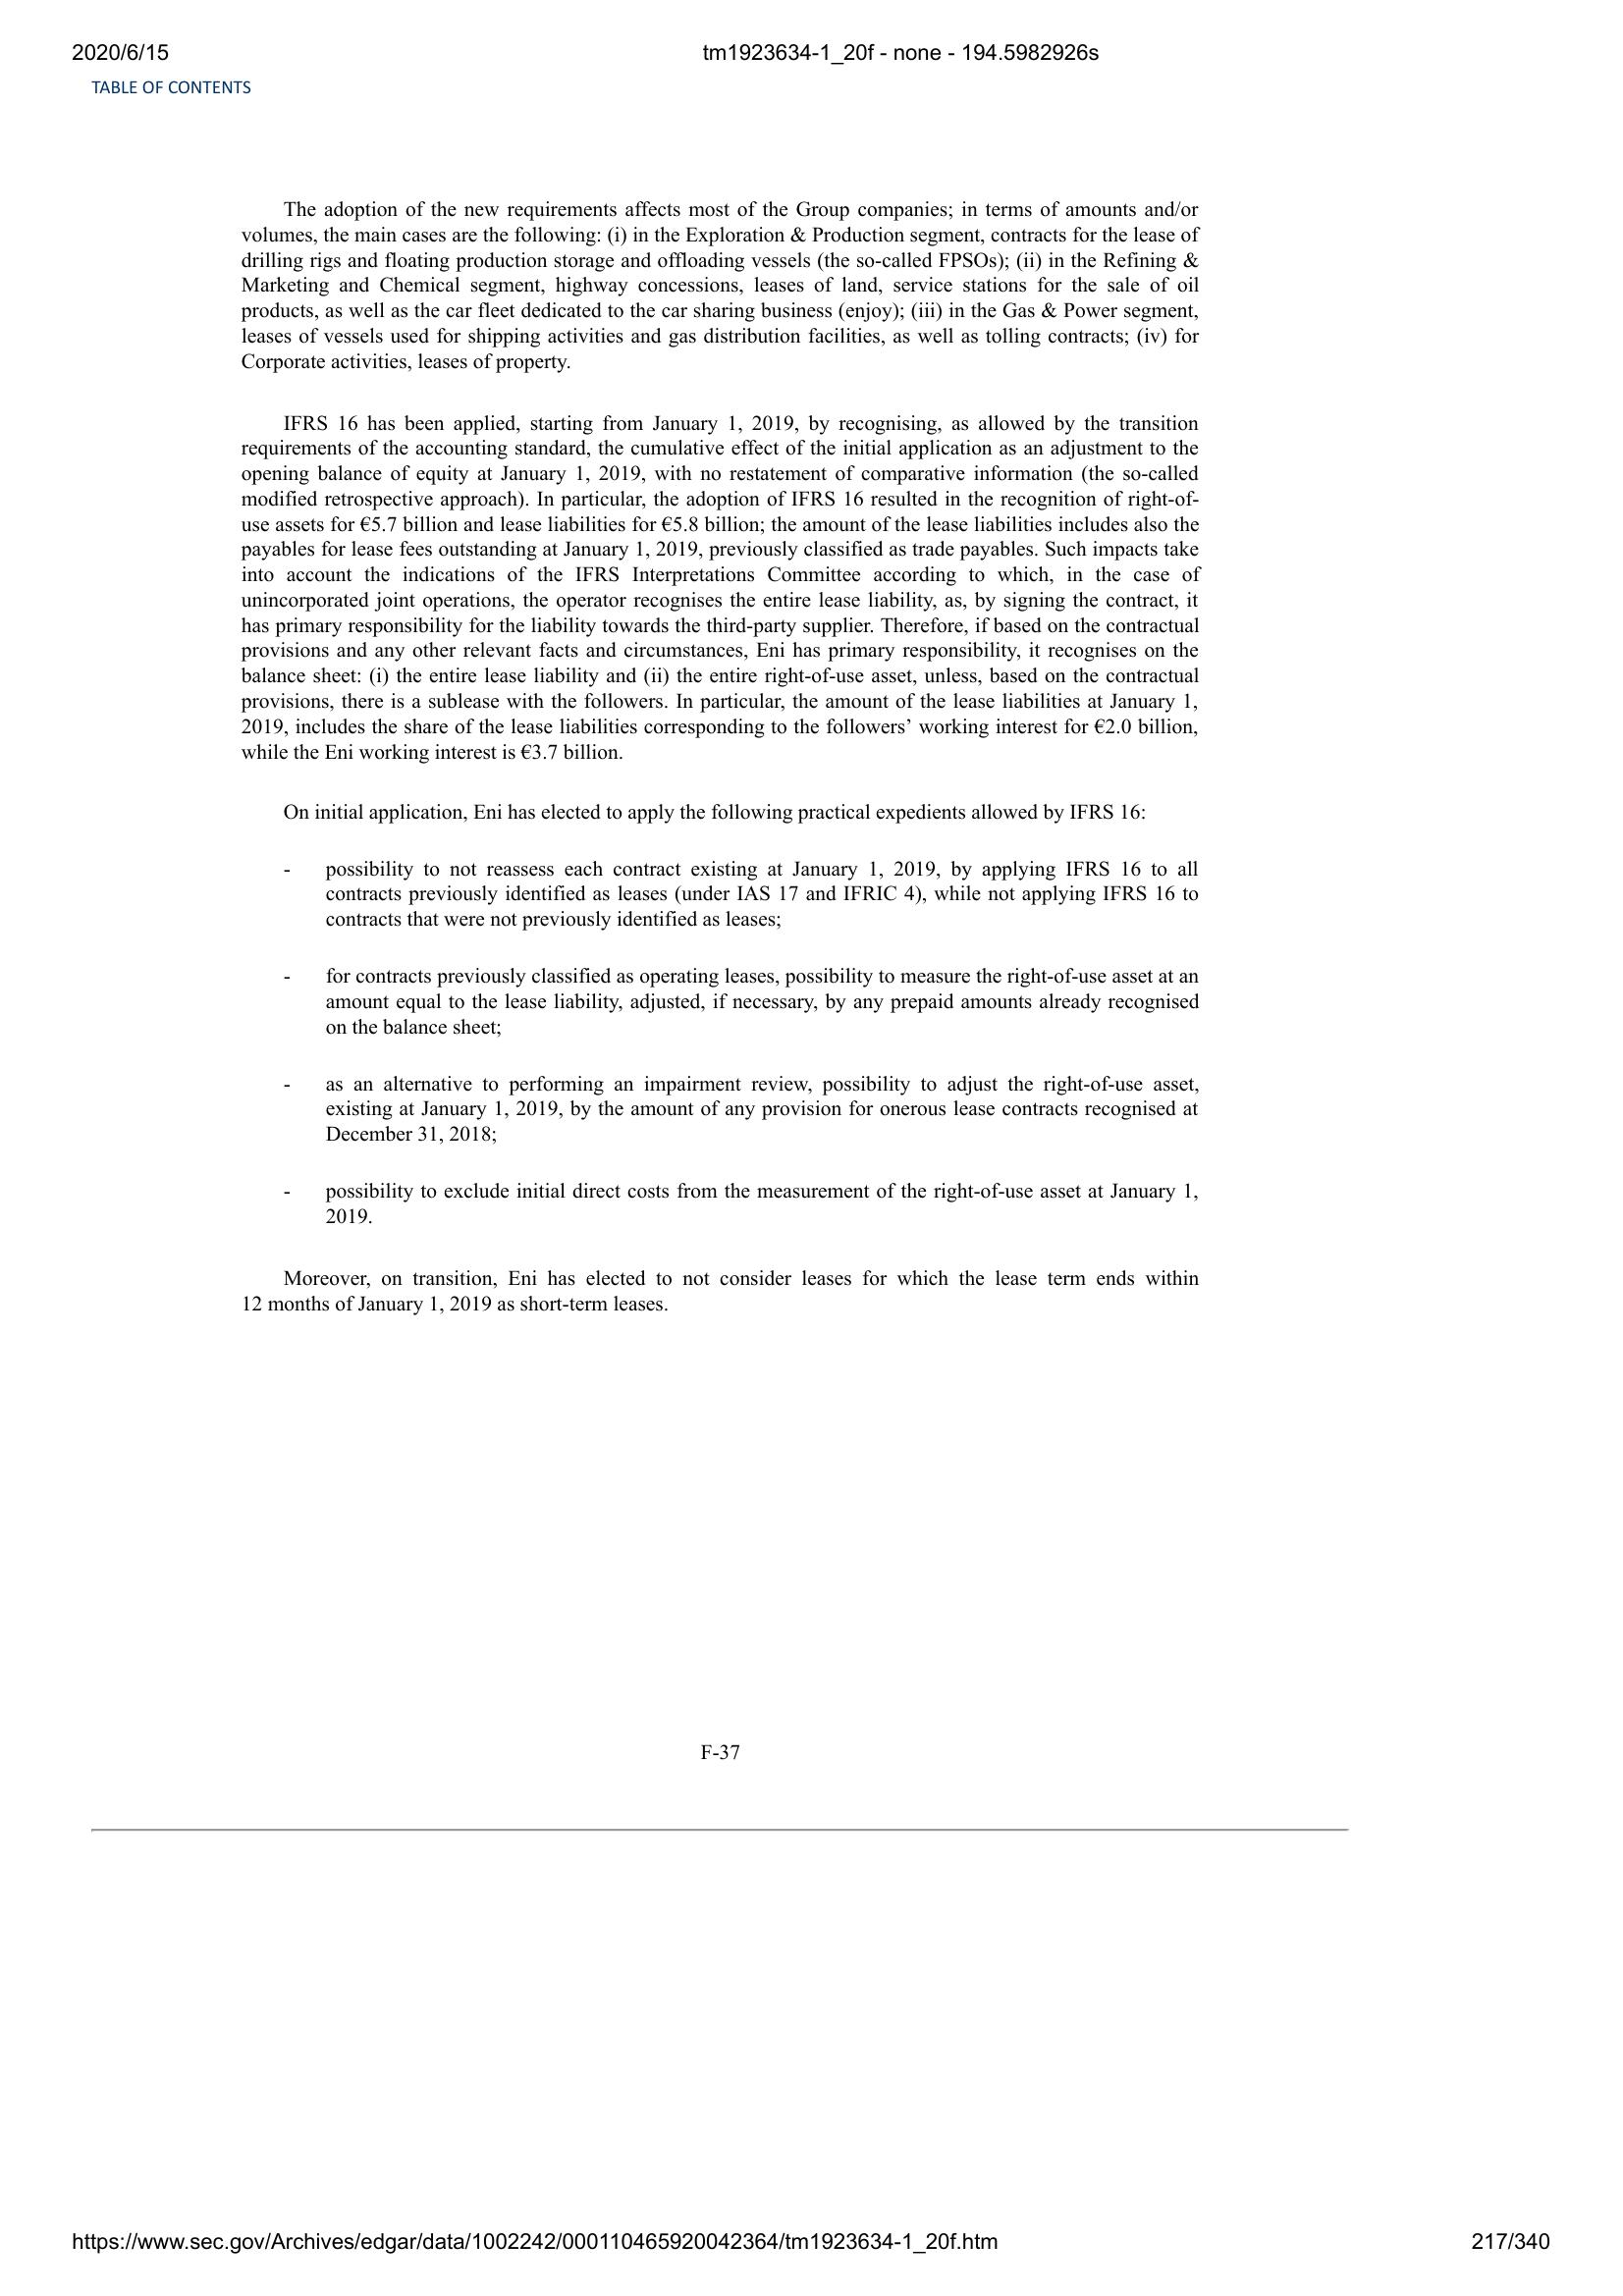 2020/6/15 tm1923634-1_20f - none - 194.5982926s
TABLE OF CONTENTS
The adoption of the new requirements affects most of the Group companies; in terms of amounts and/or
volumes, the main cases are the following: (i) in the Exploration & Production segment, contracts for the lease of
drilling rigs and floating production storage and offloading vessels (the so-called FPSOs); (ii) in the Refining &
Marketing and Chemical segment, highway concessions, leases of land, service stations for the sale of oil
products, as well as the car fleet dedicated to the car sharing business (enjoy); (iii) in the Gas & Power segment,
leases of vessels used for shipping activities and gas distribution facilities, as well as tolling contracts; (iv) for
Corporate activities, leases of property.
IFRS 16 has been applied, starting from January 1, 2019, by recognising, as allowed by the transition
requirements of the accounting standard, the cumulative effect of the initial application as an adjustment to the
opening balance of equity at January 1, 2019, with no restatement of comparative information (the so-called
modified retrospective approach). In particular, the adoption of IFRS 16 resulted in the recognition of right-of-
use assets for €5.7 billion and lease liabilities for €5.8 billion; the amount of the lease liabilities includes also the
payables for lease fees outstanding at January 1, 2019, previously classified as trade payables. Such impacts take
into account the indications of the IFRS Interpretations Committee according to which, in the case of
unincorporated joint operations, the operator recognises the entire lease liability, as, by signing the contract, it
has primary responsibility for the liability towards the third-party supplier. Therefore, if based on the contractual
provisions and any other relevant facts and circumstances, Eni has primary responsibility, it recognises on the
balance sheet: (i) the entire lease liability and (ii) the entire right-of-use asset, unless, based on the contractual
provisions, there is a sublease with the followers. In particular, the amount of the lease liabilities at January 1,
2019, includes the share of the lease liabilities corresponding to the followers’ working interest for €2.0 billion,
while the Eni working interest is €3.7 billion.
On initial application, Eni has elected to apply the following practical expedients allowed by IFRS 16:
- possibility to not reassess each contract existing at January 1, 2019, by applying IFRS 16 to all
contracts previously identified as leases (under IAS 17 and IFRIC 4), while not applying IFRS 16 to
contracts that were not previously identified as leases;
- for contracts previously classified as operating leases, possibility to measure the right-of-use asset at an
amount equal to the lease liability, adjusted, if necessary, by any prepaid amounts already recognised
on the balance sheet;
- as an alternative to performing an impairment review, possibility to adjust the right-of-use asset,
existing at January 1, 2019, by the amount of any provision for onerous lease contracts recognised at
December 31, 2018;
- possibility to exclude initial direct costs from the measurement of the right-of-use asset at January 1,
2019.
Moreover, on transition, Eni has elected to not consider leases for which the lease term ends within
12 months of January 1, 2019 as short-term leases.
F-37
https://www.sec.gov/Archives/edgar/data/1002242/000110465920042364/tm1923634-1_20f.htm 217/340